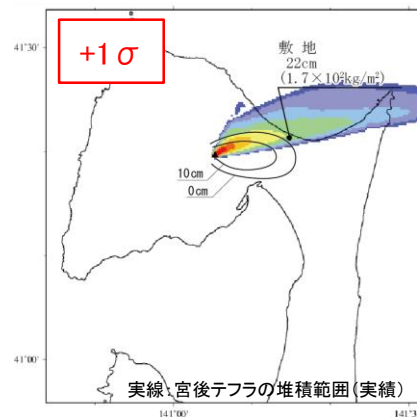 41°30'
+1σ
敷 地
22cm
(1.7×10²kg/m²)
10cm
0cm
41°00'
実線:宮後テフラの堆積範囲(実績)
141°00'
141°3